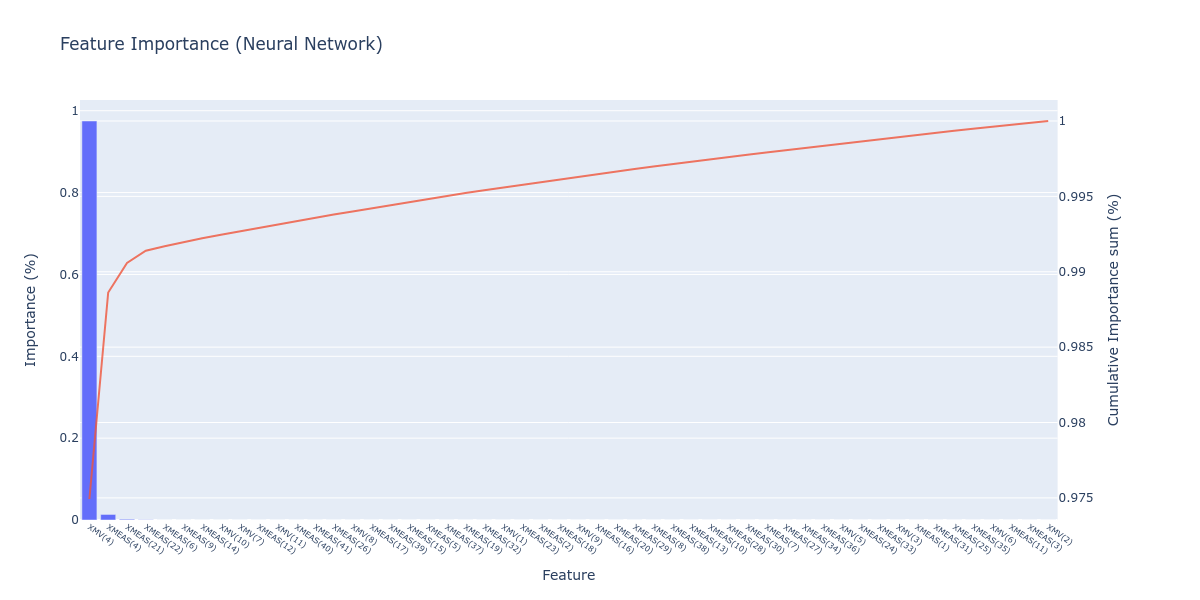 Feature Importance (Neural Network)
1
0.8
0.6
0.4
0.2
0
Importance (%)
1
0.995
0.99
0.985
0.98
0.975
Cumulative Importance sum (%)
XMV(4)
XMEAS(4)
XMEAS(21)
XMEAS(22)
XMEAS(6)
XMEAS(9)
XMEAS(14)
XMV(10)
XMV(7)
XMEAS(12)
XMV(11)
XMEAS(40)
XMEAS(41)
XMEAS(26)
XMV(8)
XMEAS(17)
XMEAS(39)
XMEAS(15)
XMEAS(5)
XMEAS(37)
XMEAS(19)
XMEAS(32)
XMV(1)
XMEAS(23)
XMEAS(2)
XMEAS(18)
XMV(9)
XMEAS(16)
XMEAS(20)
XMEAS(29)
XMEAS(8)
XMEAS(38)
XMEAS(13)
XMEAS(10)
XMEAS(28)
XMEAS(30)
XMEAS(7)
XMEAS(27)
XMEAS(34)
XMEAS(36)
XMV(5)
XMEAS(24)
XMEAS(33)
XMV(3)
XMEAS(1)
XMEAS(31)
XMEAS(25)
XMEAS(35)
XMV(6)
XMEAS(11)
XMEAS(3)
XMV(2)
Feature